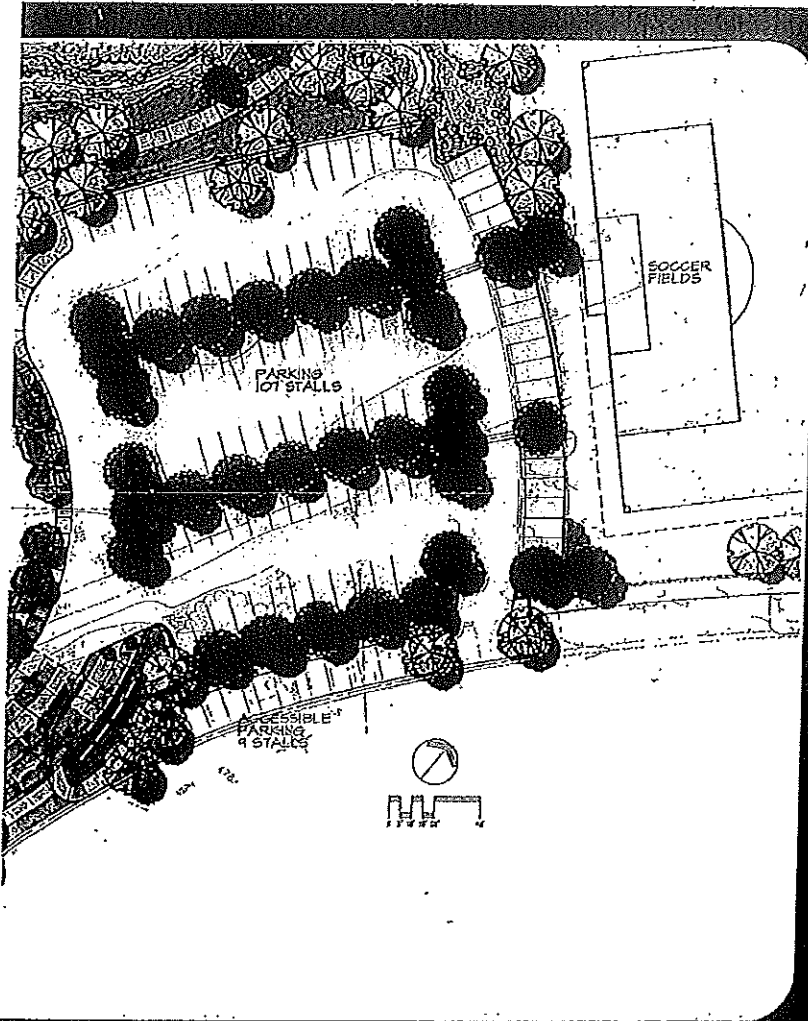 SOCCER
FIELDS
PARKING
107 STALLS
ACCESSIBLE
PARKING
9 STALLS